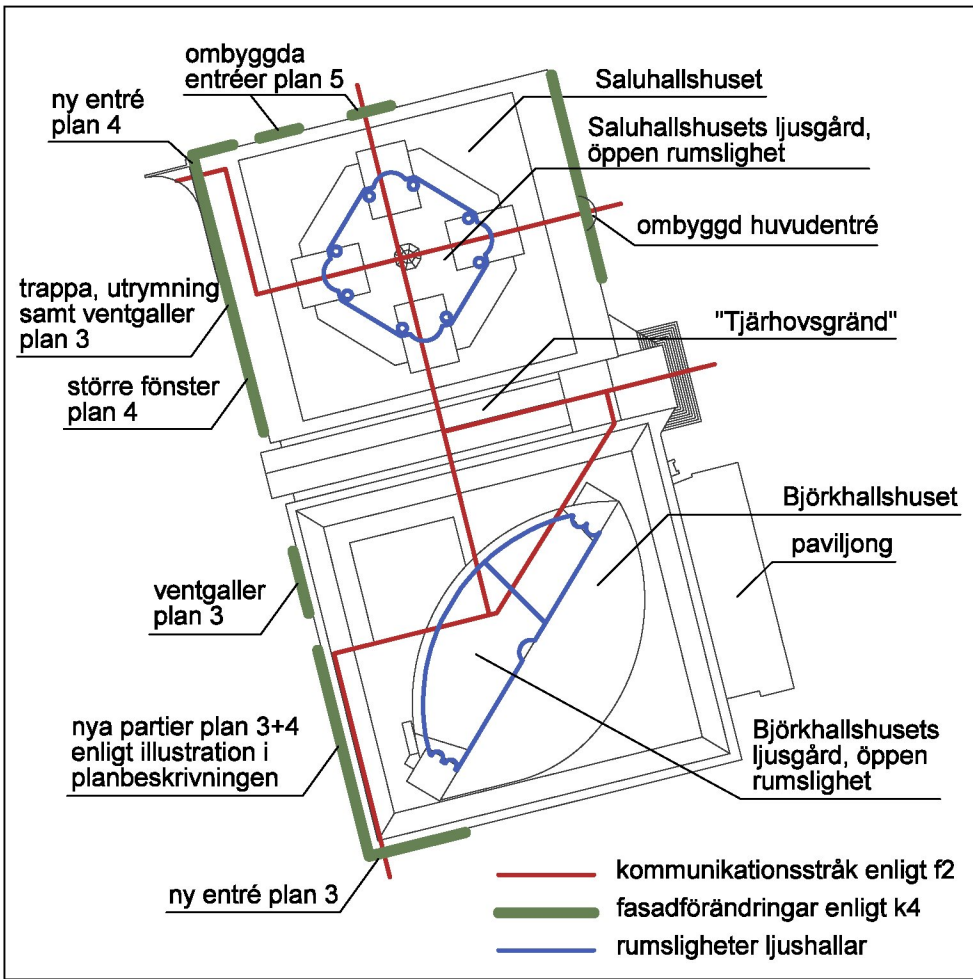 ombyggda
entréer plan 5
ny entré
plan 4
Saluhallshuset
Saluhallshusets ljusgård,
öppen rumslighet
ombyggd huvudentré
trappa, utrymning
samt ventgaller
plan 3
"Tjärhovsgränd"
större fönster
plan 4
Björkhallshuset
paviljong
ventgaller
plan 3
nya partier plan 3+4
enligt illustration i
planbeskrivningen
Björkhallshusets
ljusgård, öppen
rumslighet
ny entré plan 3
kommunikationsstråk enligt f2
fasadförändringar enligt k4
rumsligheter ljushallar